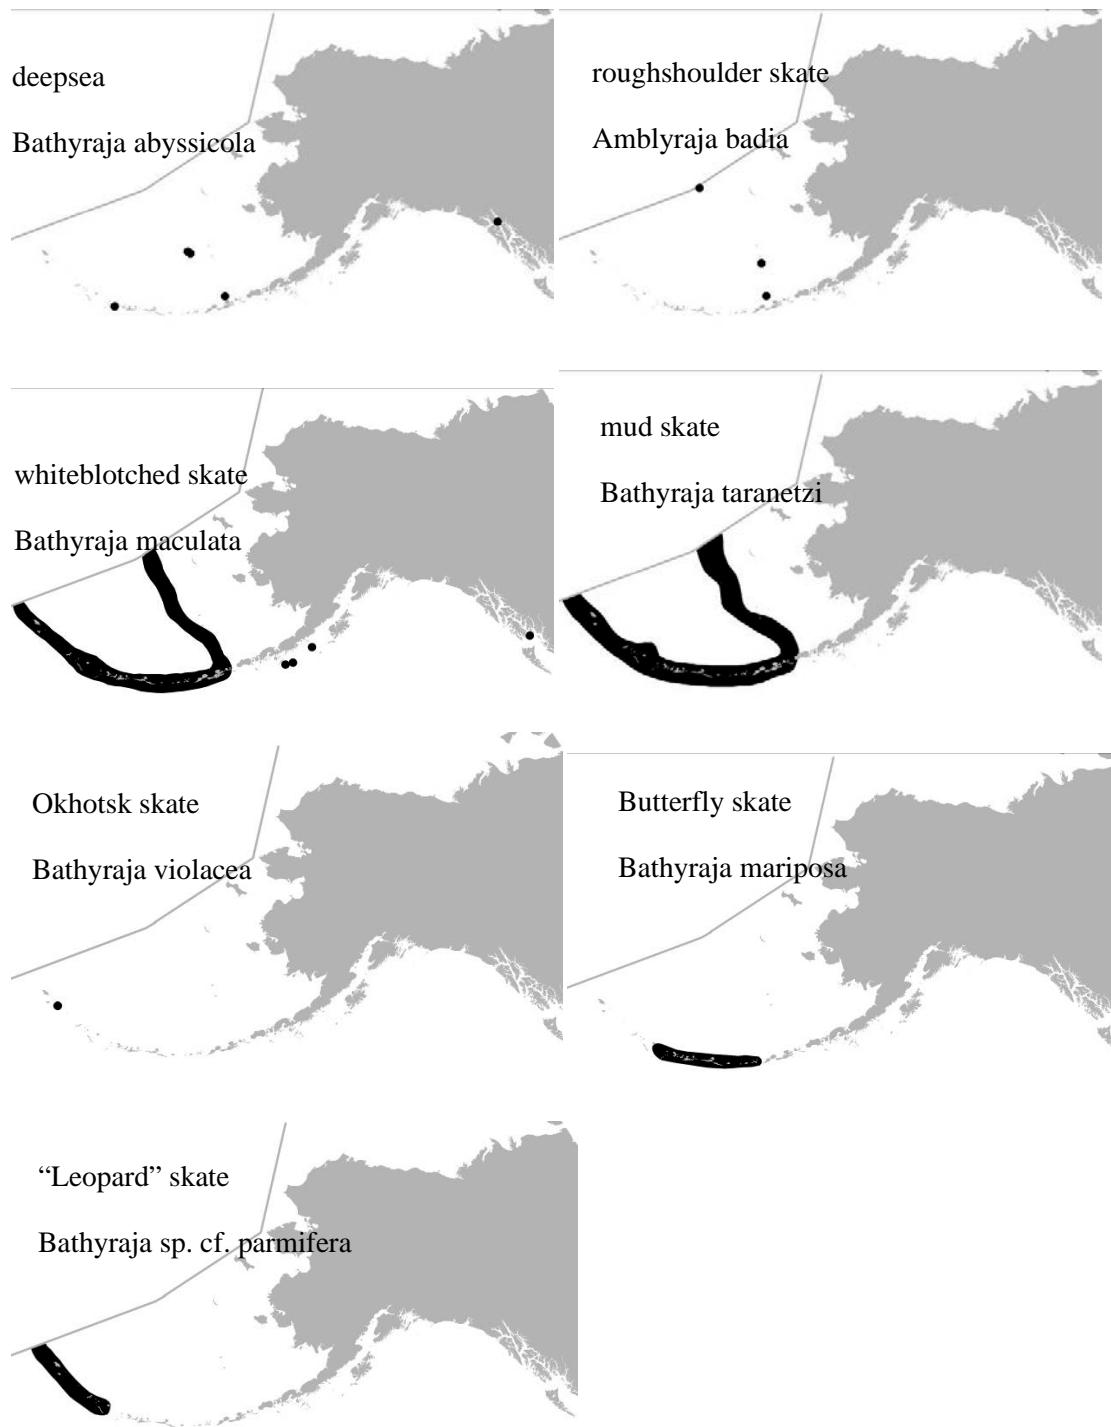 deepsea
Bathyraja abyssicola
roughshoulder skate
Amblyraja badia
whiteblotched skate
Bathyraja maculata
mud skate
Bathyraja taranetzi
Okhotsk skate
Bathyraja violacea
Butterfly skate
Bathyraja mariposa
“Leopard” skate
Bathyraja sp. cf. parmifera